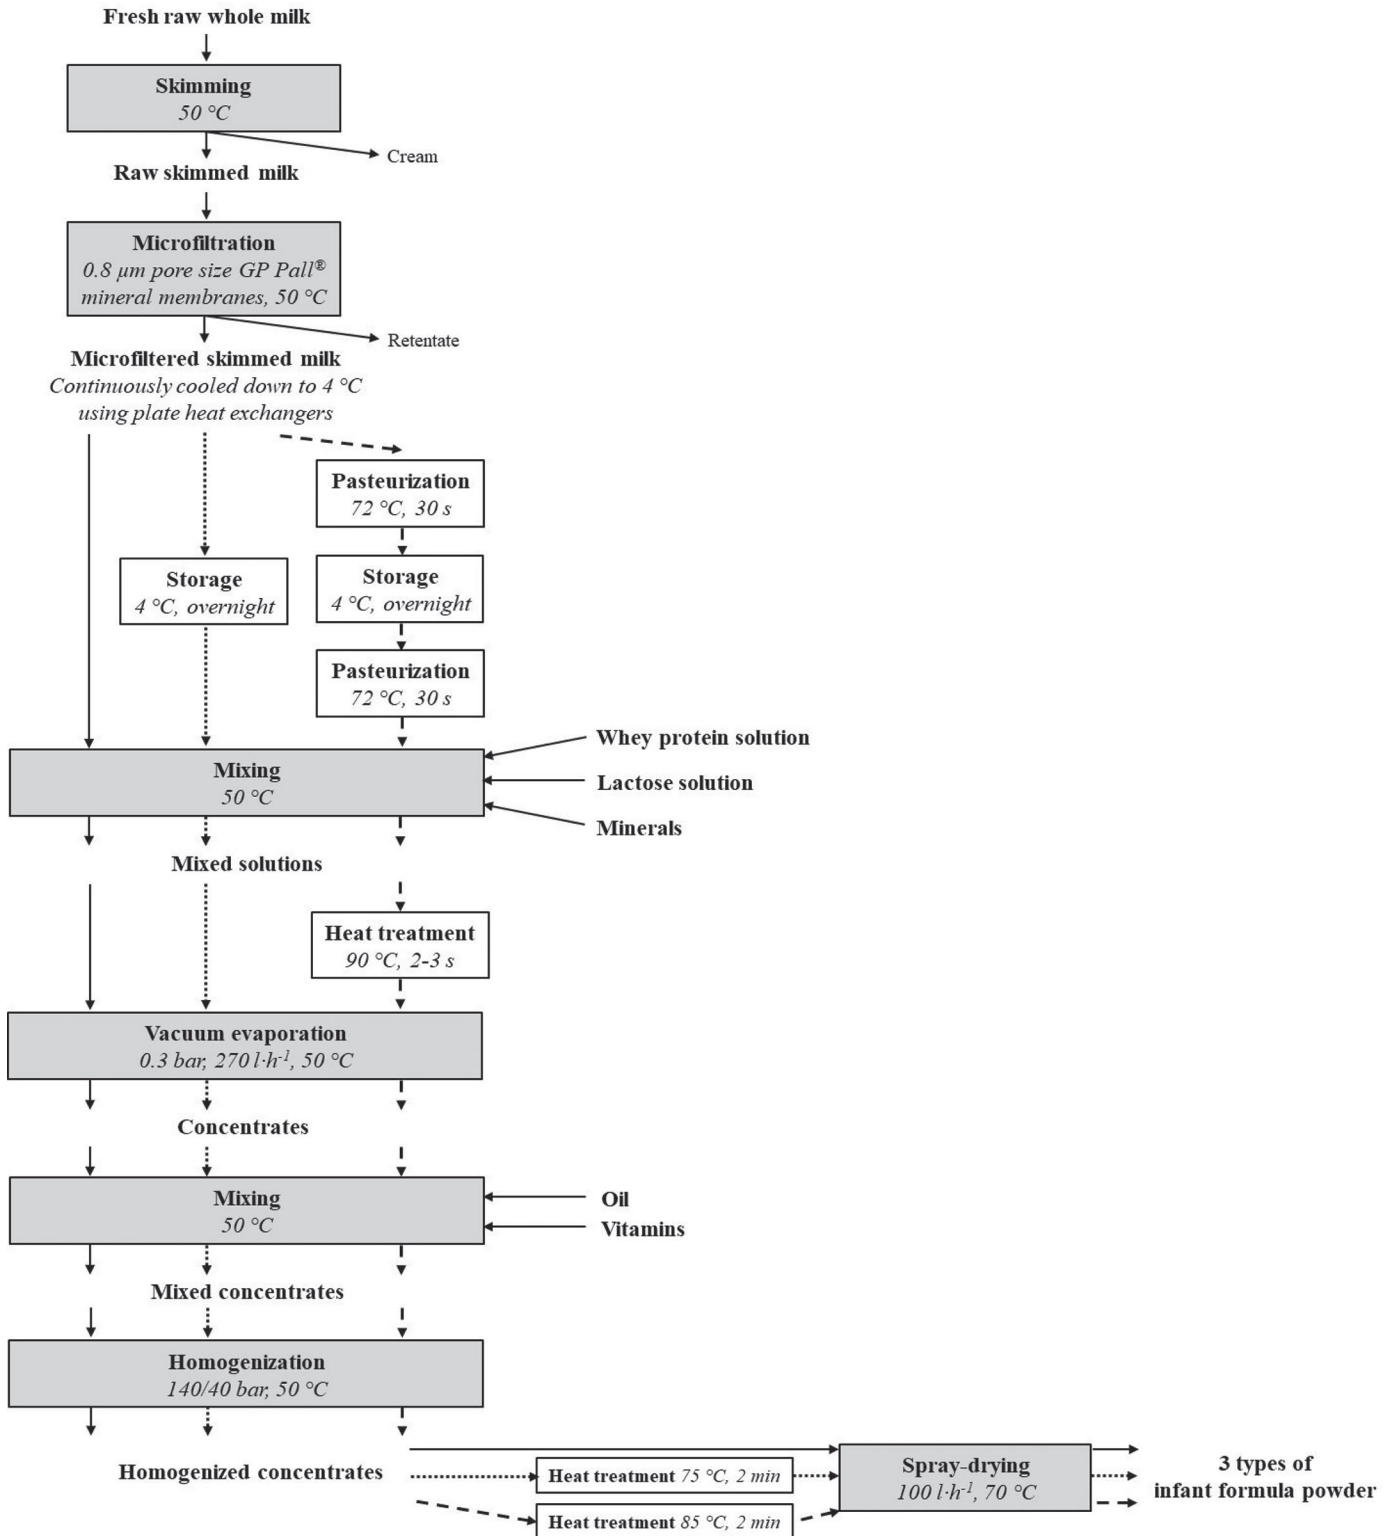 Fresh raw whole milk
Skimming
50 °C
Cream
Raw skimmed milk
Microfiltration
0.8 µm pore size GP Pall®
mineral membranes, 50 °C
Retentate
Microfiltered skimmed milk
Continuously cooled down to 4 °C
using plate heat exchangers
Pasteurization
72 °C, 30 s
Storage
4 °C, overnight
Storage
4 °C, overnight
Pasteurization
72 °C, 30 s
Mixing
50 °C
Whey protein solution
Lactose solution
Minerals
Mixed solutions
Heat treatment
90 °C, 2-3 s
Vacuum evaporation
0.3 bar, 270 l·h⁻¹, 50 °C
Concentrates
Mixing
50 °C
Oil
Vitamins
Mixed concentrates
Homogenization
140/40 bar, 50 °C
Homogenized concentrates
Heat treatment 75 °C, 2 min
Heat treatment 85 °C, 2 min
Spray-drying
100 l·h⁻¹, 70 °C
3 types of
infant formula powder